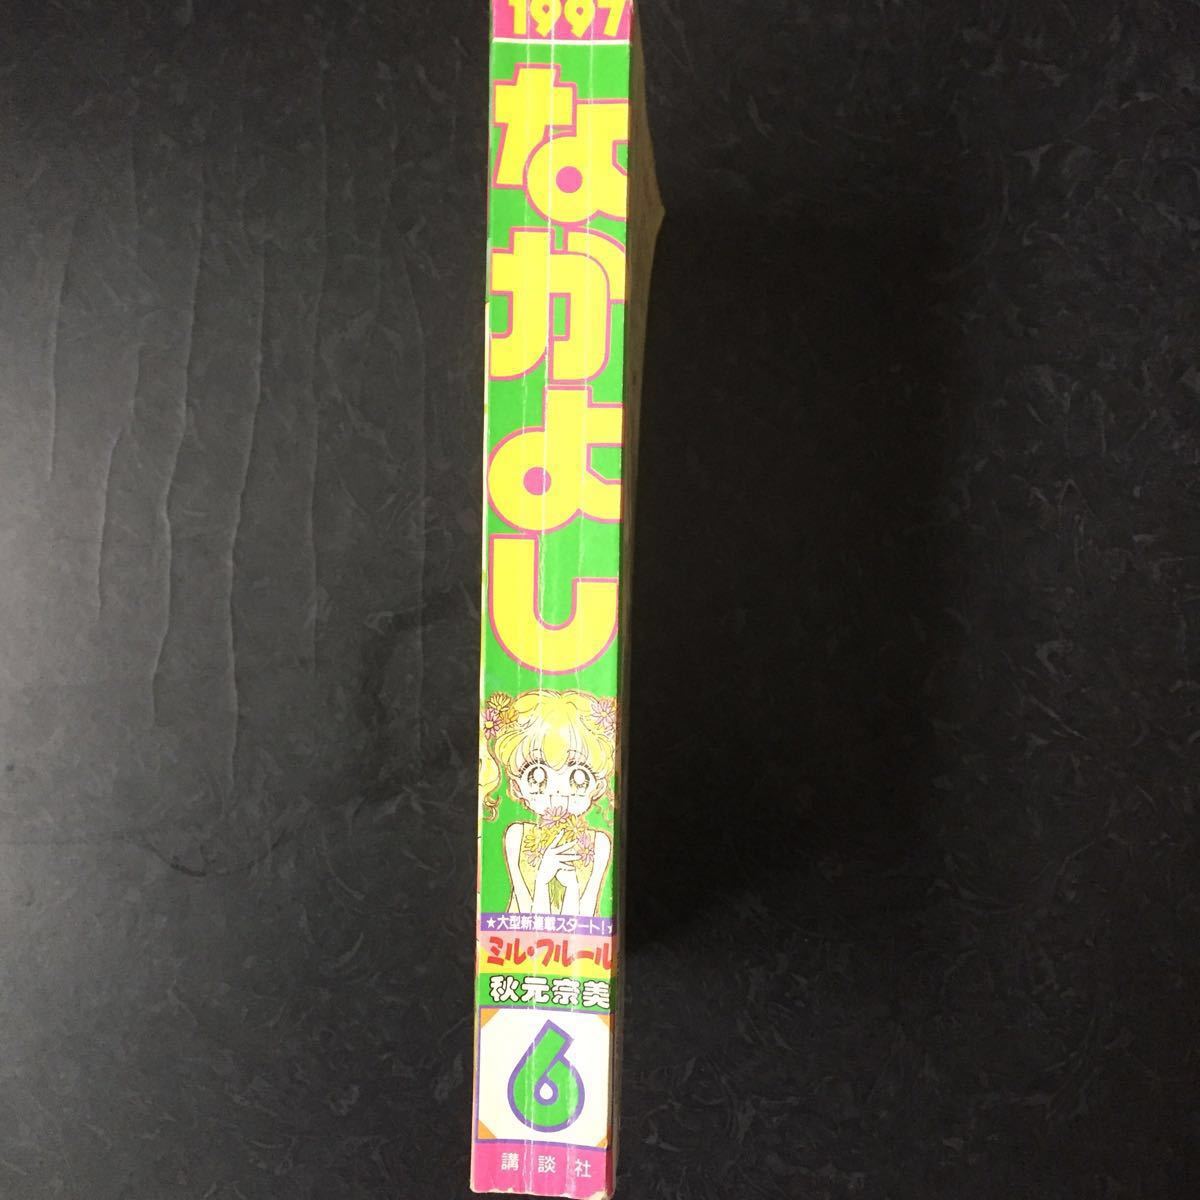 1997
なかよし
★大型新連載スタート!★
ミル・フルール
秋元奈美
6
講談社